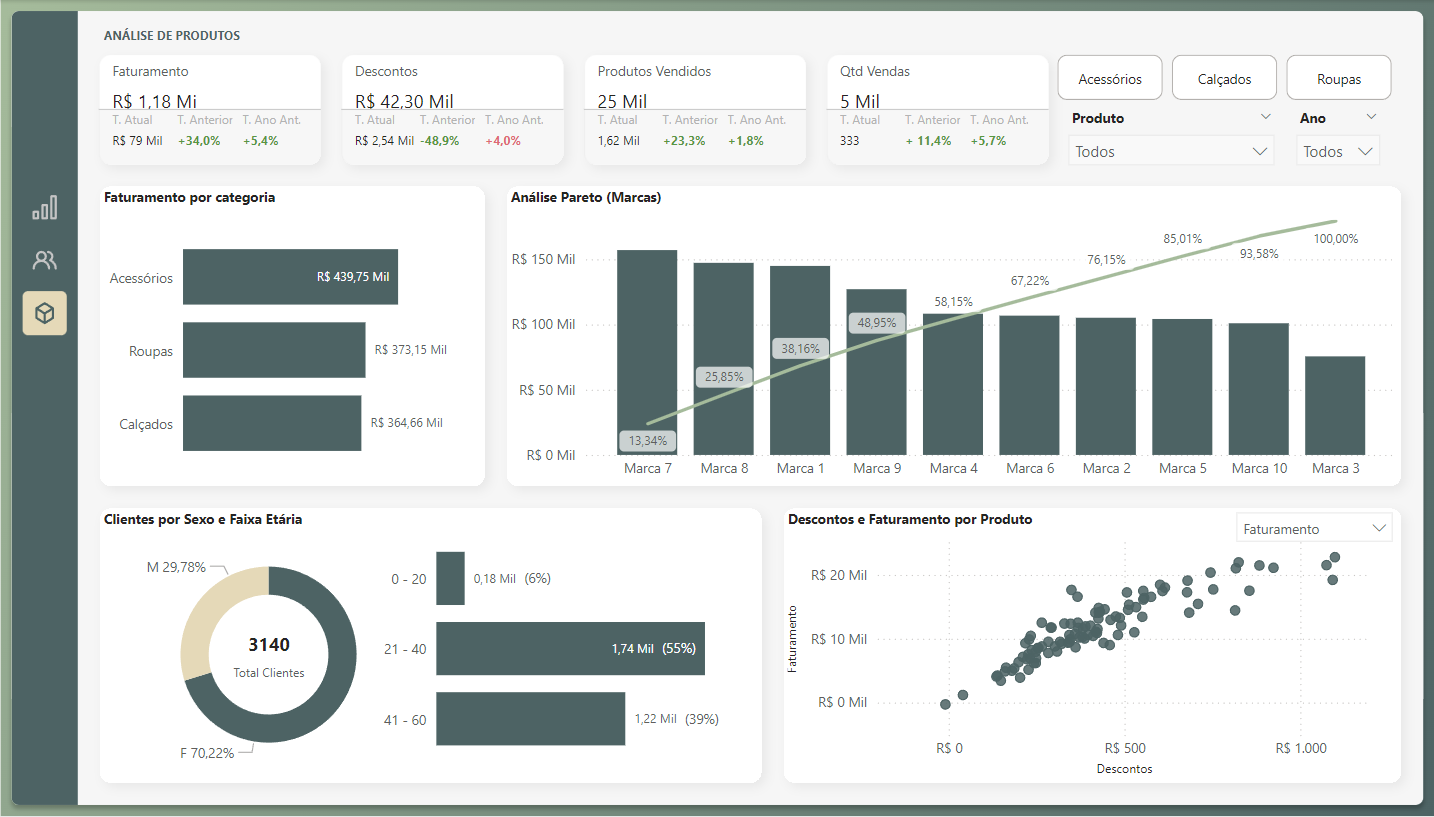 ANÁLISE DE PRODUTOS
Faturamento
R$ 1,18 Mi
T. Atual T. Anterior T. Ano Ant.
R$ 79 Mil +34,0% +5,4%
Descontos
R$ 42,30 Mil
T. Atual T. Anterior T. Ano Ant.
R$ 2,54 Mil -48,9% +4,0%
Produtos Vendidos
25 Mil
T. Atual T. Anterior T. Ano Ant.
1,62 Mil +23,3% +1,8%
Qtd Vendas
5 Mil
T. Atual T. Anterior T. Ano Ant.
333 + 11,4% +5,7%
Acessórios Calçados Roupas
Produto Ano
Todos Todos
Faturamento por categoria
Acessórios R$ 439,75 Mil
Roupas R$ 373,15 Mil
Calçados R$ 364,66 Mil
Análise Pareto (Marcas)
R$ 150 Mil
R$ 100 Mil
R$ 50 Mil
R$ 0 Mil
13,34% 25,85% 38,16% 48,95% 58,15% 67,22% 76,15% 85,01% 93,58% 100,00%
Marca 7 Marca 8 Marca 1 Marca 9 Marca 4 Marca 6 Marca 2 Marca 5 Marca 10 Marca 3
Clientes por Sexo e Faixa Etária
M 29,78%
3140
Total Clientes
F 70,22%
0 - 20 0,18 Mil (6%)
21 - 40 1,74 Mil (55%)
41 - 60 1,22 Mil (39%)
Descontos e Faturamento por Produto
Faturamento
Faturamento
R$ 20 Mil
R$ 10 Mil
R$ 0 Mil
R$ 0 R$ 500 R$ 1.000
Descontos